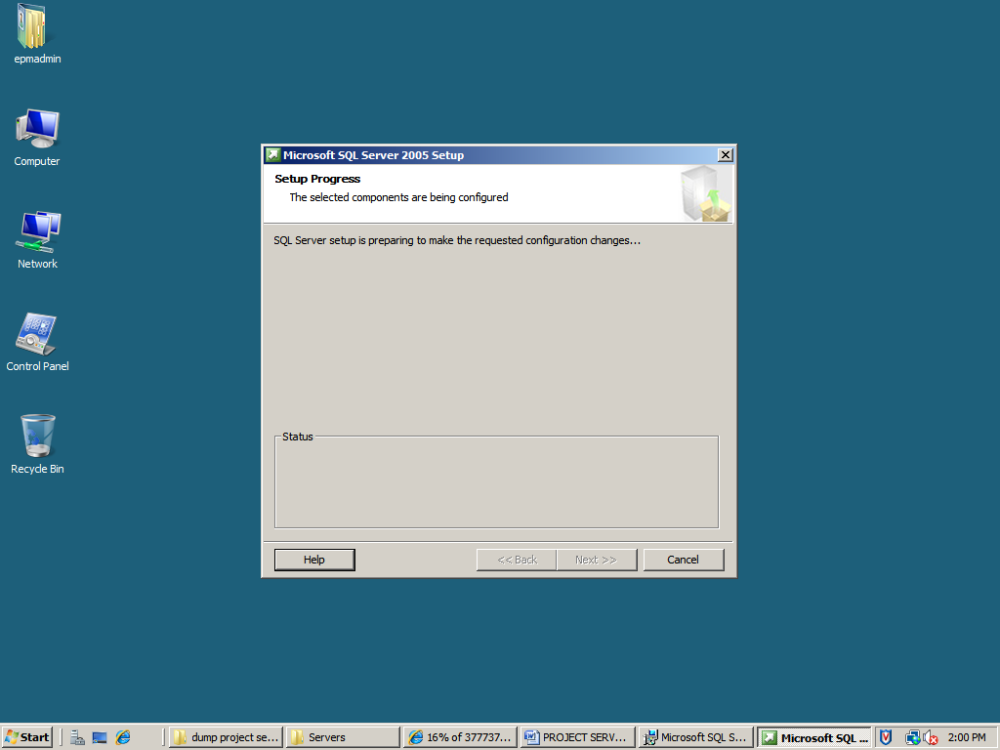 epmadmin
Computer
Network
Control Panel
Recycle Bin
Microsoft SQL Server 2005 Setup
Setup Progress
The selected components are being configured
SQL Server setup is preparing to make the requested configuration changes...
Status
Help
<< Back
Next >>
Cancel
Start
dump project se...
Servers
16% of 377737...
PROJECT SERV...
Microsoft SQL S...
Microsoft SQL ...
2:00 PM